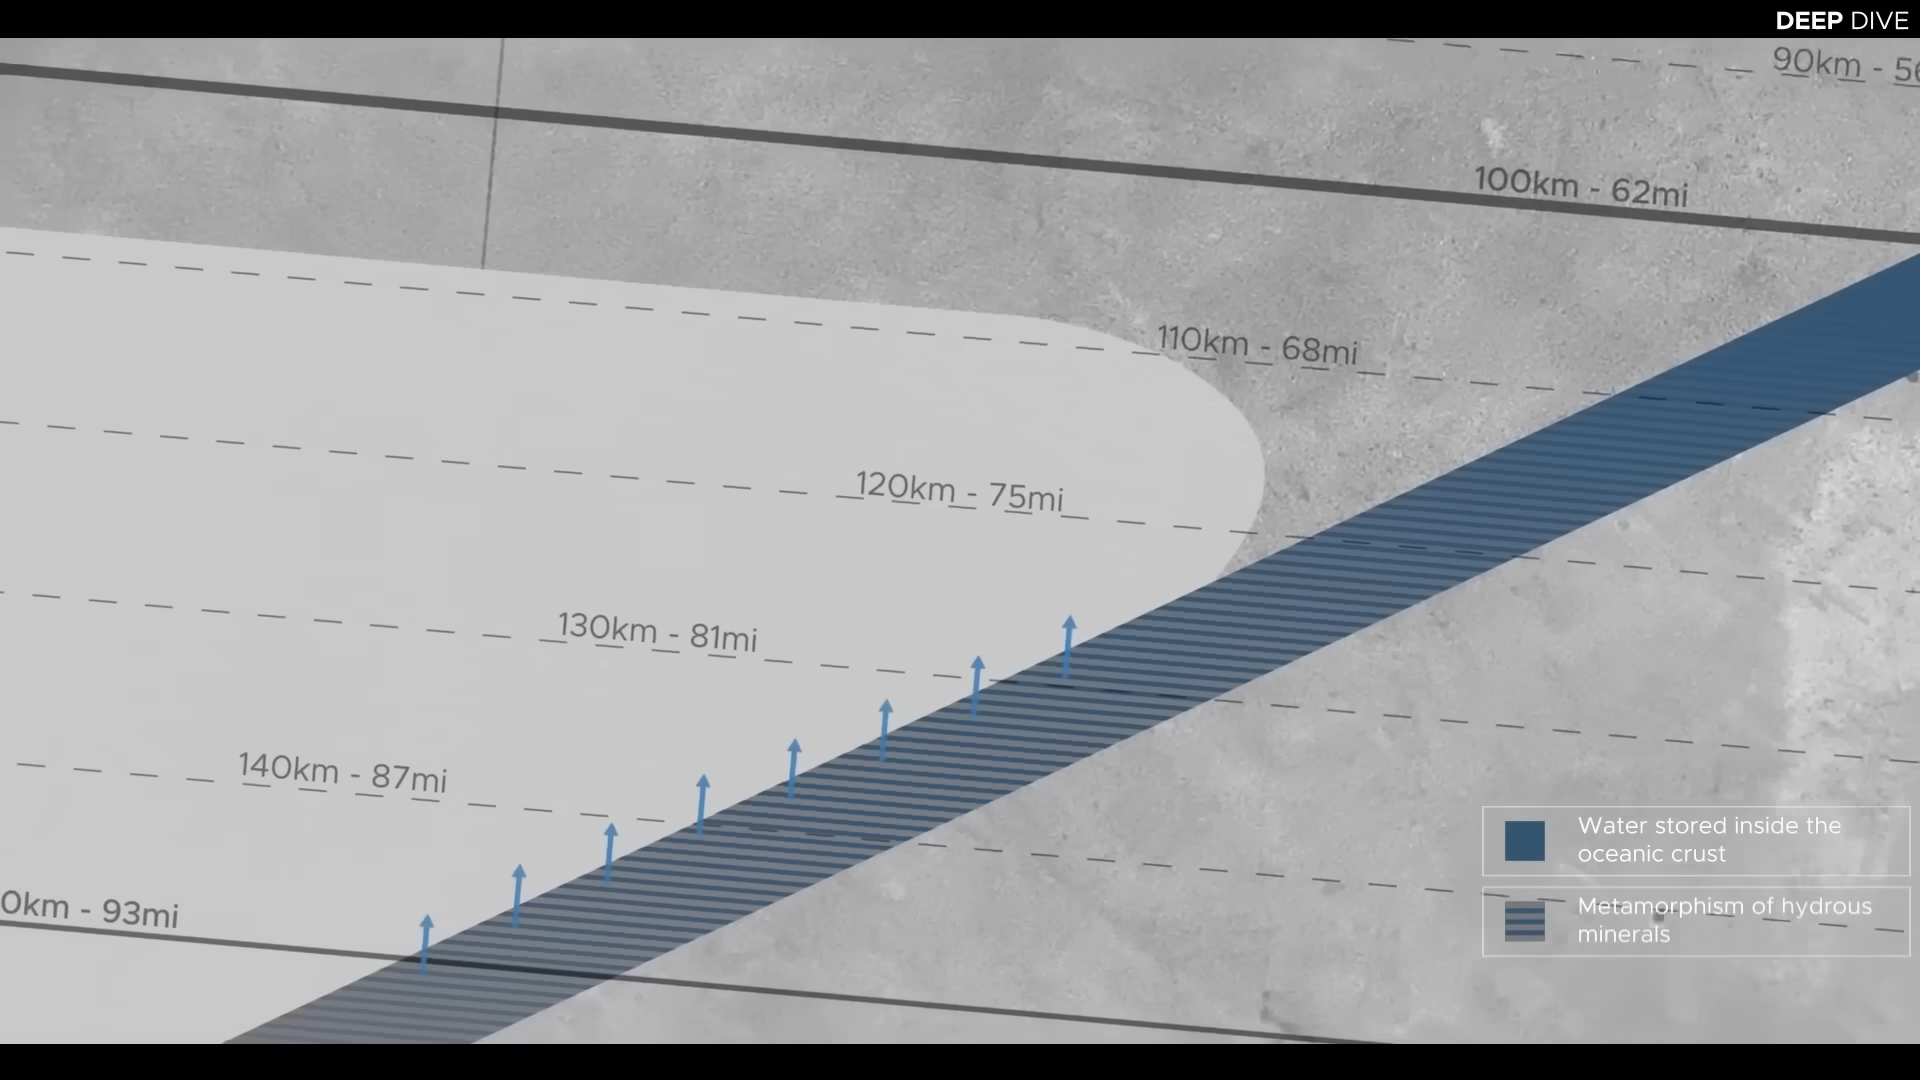 DEEP DIVE
90km - 56
100km - 62mi
110km - 68mi
120km - 75mi
130km - 81mi
140km - 87mi
0km - 93mi
Water stored inside the
oceanic crust
Metamorphism of hydrous
minerals